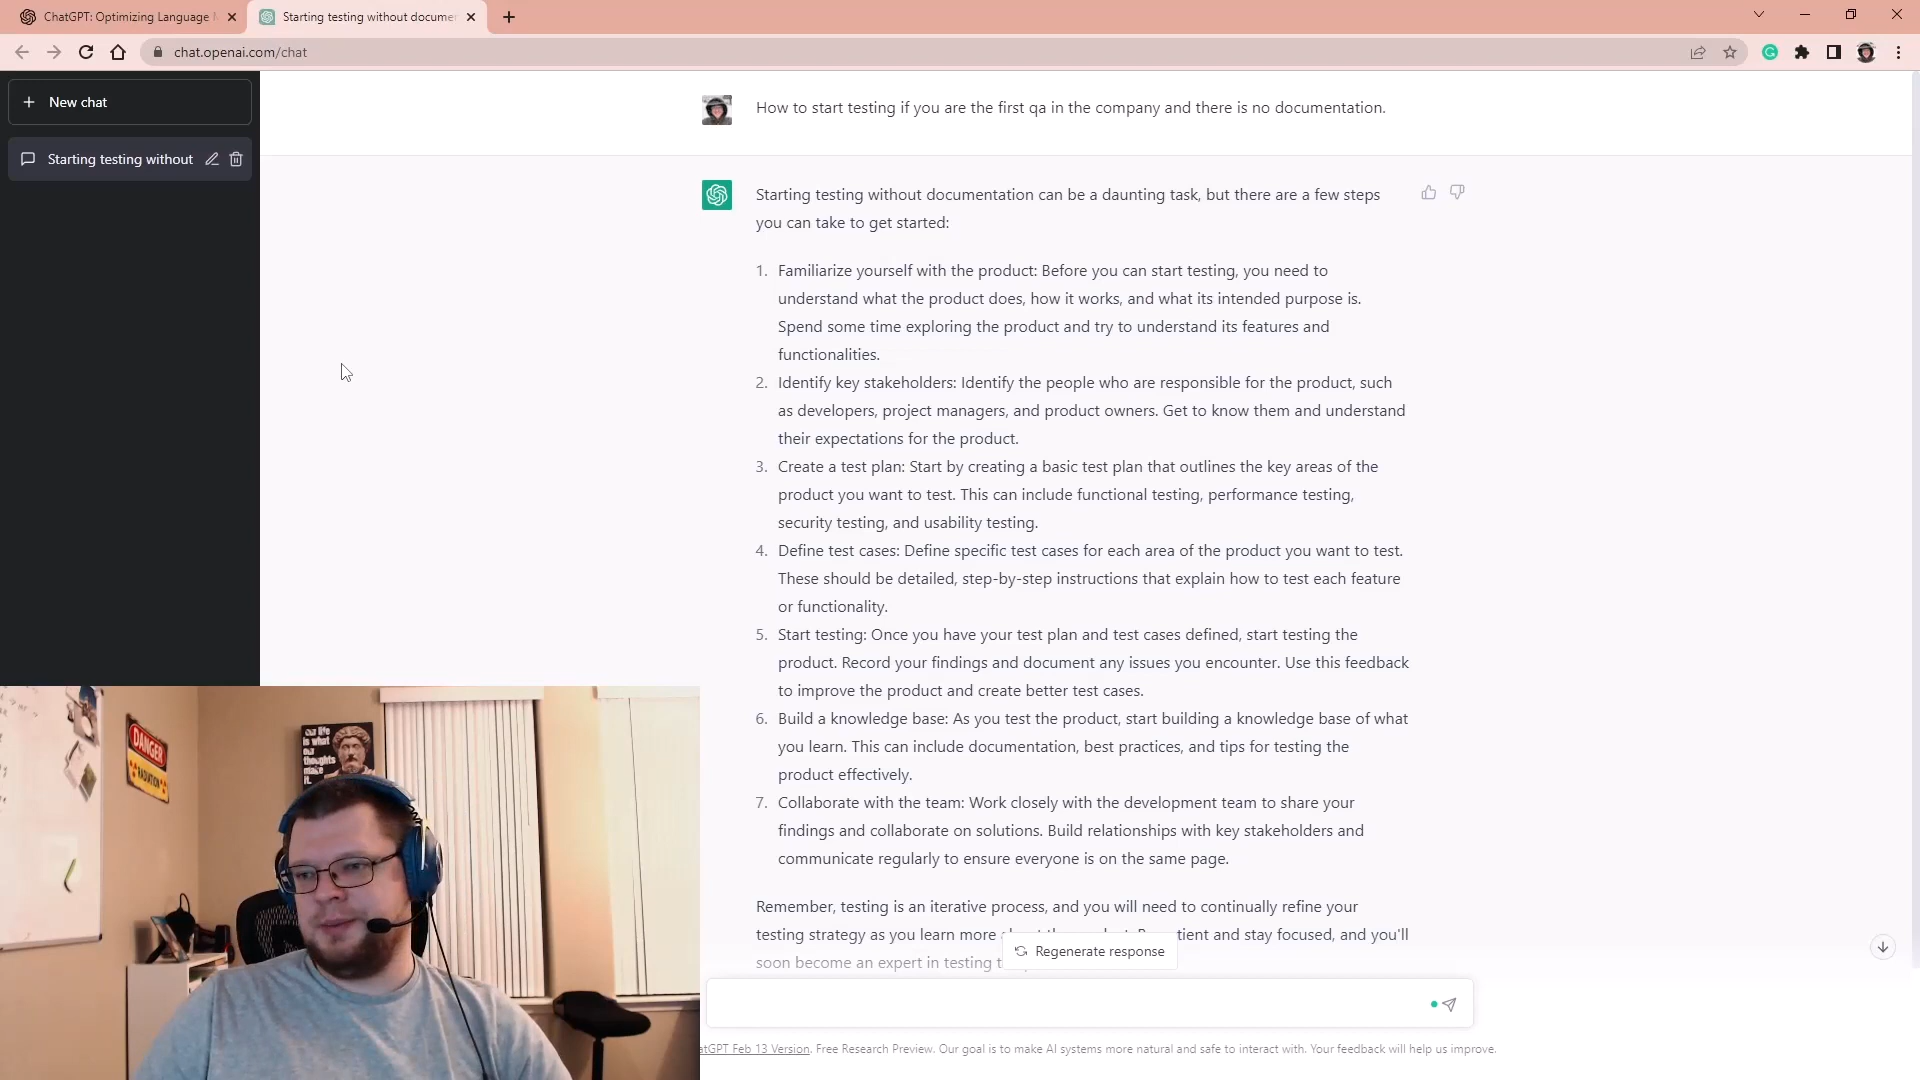 ChatGPT: Optimizing Language
Starting testing without docume
chat.openai.com/chat
New chat
Starting testing without
How to start testing if you are the first qa in the company and there is no documentation.
Starting testing without documentation can be a daunting task, but there are a few steps
you can take to get started:
1. Familiarize yourself with the product: Before you can start testing, you need to
understand what the product does, how it works, and what its intended purpose is.
Spend some time exploring the product and try to understand its features and
functionalities.
2. Identify key stakeholders: Identify the people who are responsible for the product, such
as developers, project managers, and product owners. Get to know them and understand
their expectations for the product.
3. Create a test plan: Start by creating a basic test plan that outlines the key areas of the
product you want to test. This can include functional testing, performance testing,
security testing, and usability testing.
4. Define test cases: Define specific test cases for each area of the product you want to test.
These should be detailed, step-by-step instructions that explain how to test each feature
or functionality.
5. Start testing: Once you have your test plan and test cases defined, start testing the
product. Record your findings and document any issues you encounter. Use this feedback
to improve the product and create better test cases.
6. Build a knowledge base: As you test the product, start building a knowledge base of what
you learn. This can include documentation, best practices, and tips for testing the
product effectively.
7. Collaborate with the team: Work closely with the development team to share your
findings and collaborate on solutions. Build relationships with key stakeholders and
communicate regularly to ensure everyone is on the same page.
Remember, testing is an iterative process, and you will need to continually refine your
testing strategy as you learn more tient and stay focused, and you'll
soon become an expert in testing
Regenerate response
atGPT Feb 13 Version. Free Research Preview. Our goal is to make AI systems more natural and safe to interact with. Your feedback will help us improve.
DANGER
RADIATION
our life
is what
our
thoughts
make
it.